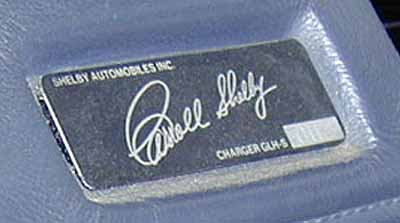 SHELBY AUTOMOBILES INC.
Carroll Shelby
CHARGER GLH-S